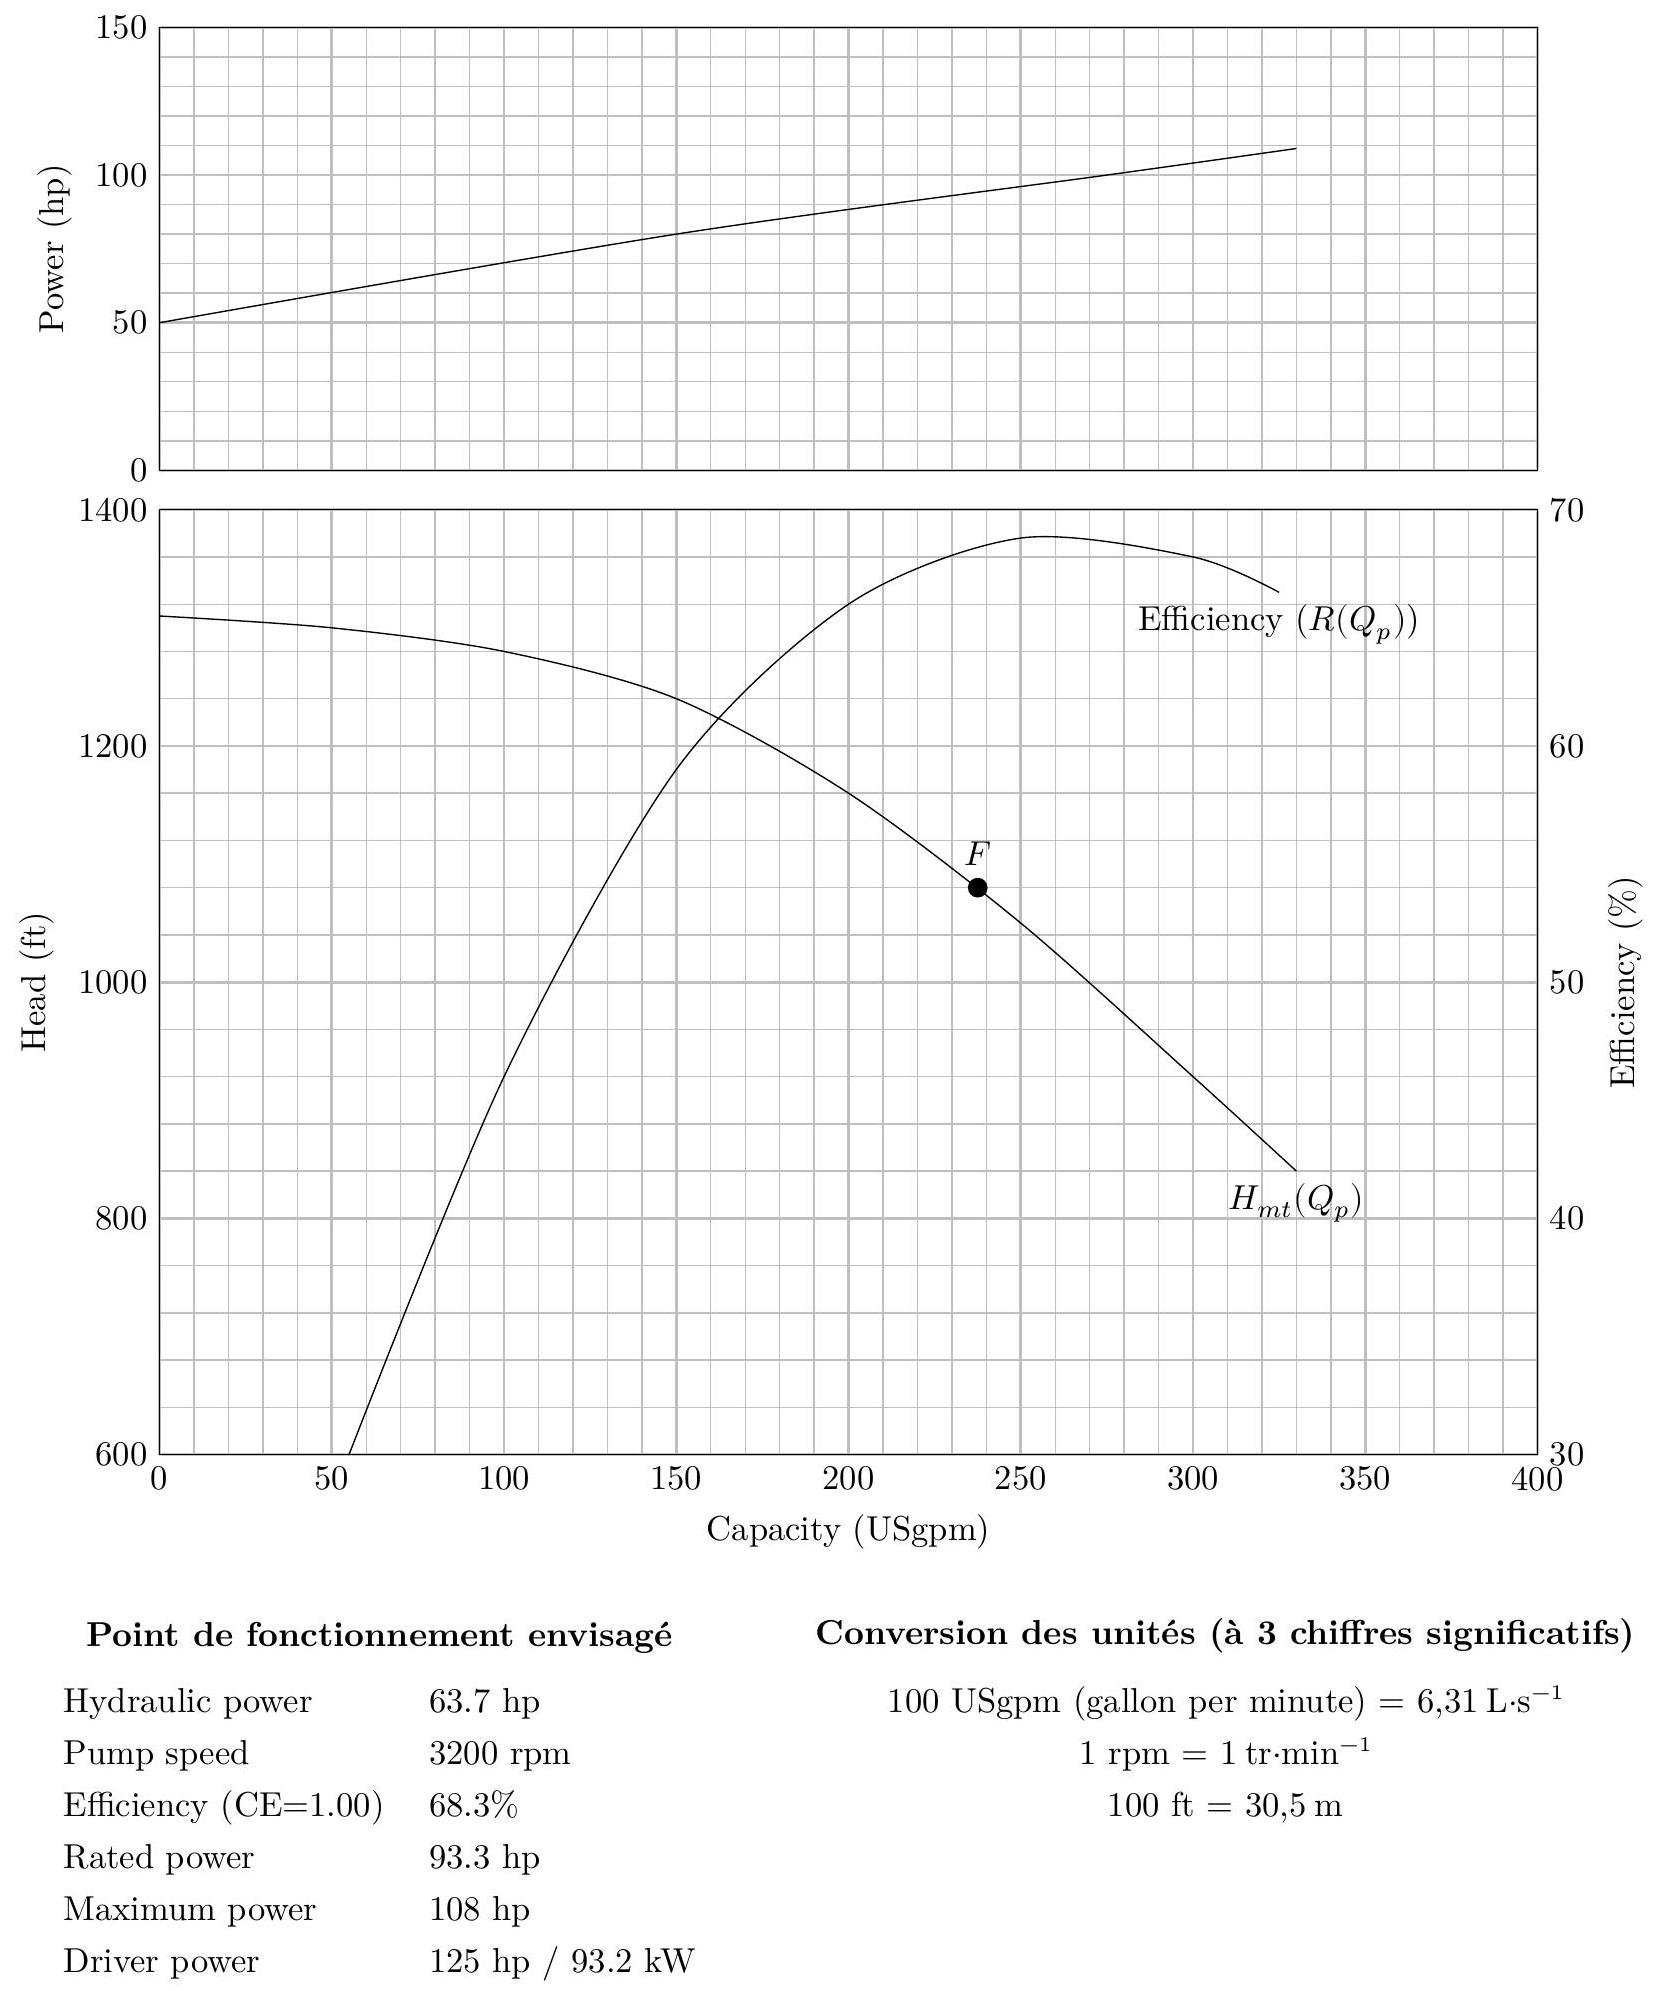 150
100
50
0
Power (hp)
1400
1200
1000
800
600
Head (ft)
70
60
50
40
30
Efficiency (%)
Efficiency (R(Q_p))
F
H_{mt}(Q_p)
0 50 100 150 200 250 300 350 400
Capacity (USgpm)
Point de fonctionnement envisagé
Hydraulic power 63.7 hp
Pump speed 3200 rpm
Efficiency (CE=1.00) 68.3%
Rated power 93.3 hp
Maximum power 108 hp
Driver power 125 hp / 93.2 kW
Conversion des unités (à 3 chiffres significatifs)
100 USgpm (gallon per minute) = 6,31 L·s⁻¹
1 rpm = 1 tr·min⁻¹
100 ft = 30,5 m